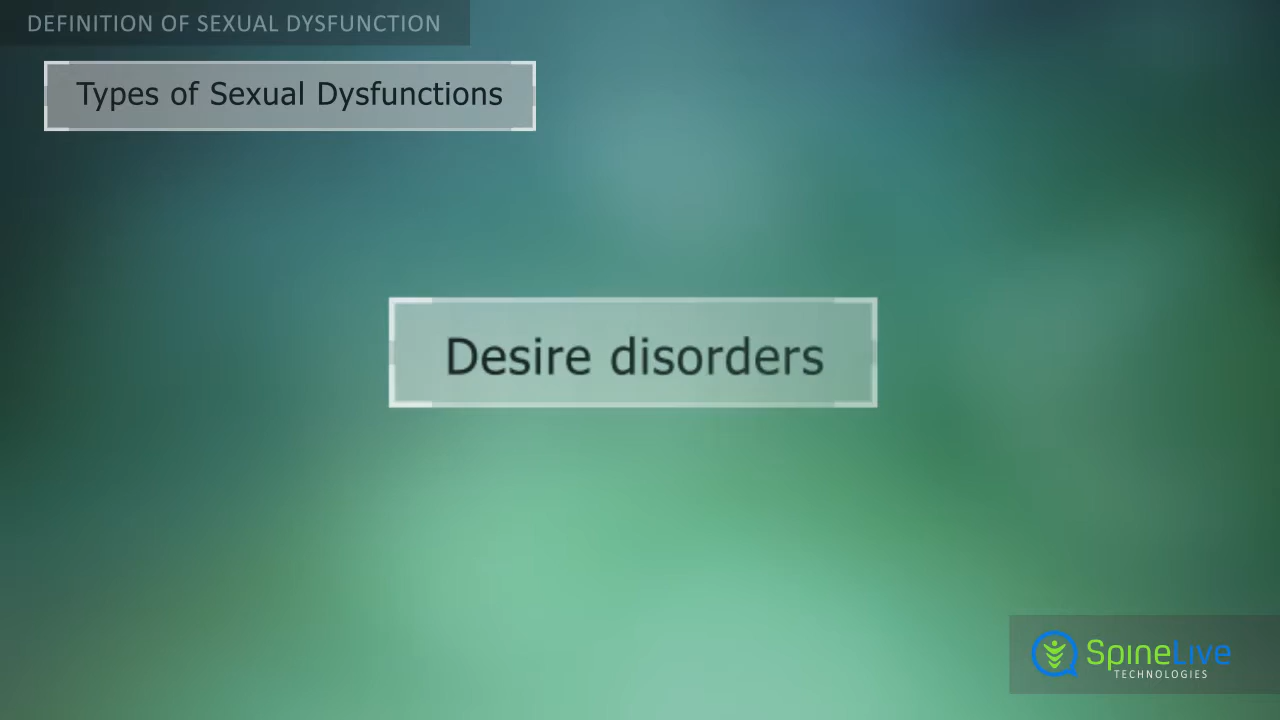 DEFINITION OF SEXUAL DYSFUNCTION
Types of Sexual Dysfunctions
Desire disorders
SpineLive
TECHNOLOGIES